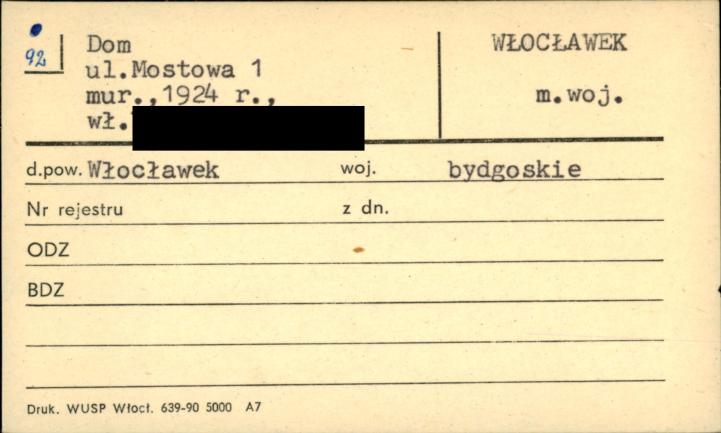 92
Dom
ul.Mostowa 1
mur.,1924 r.,
wł.
WŁOCŁAWEK
m.woj.
d.pow. Włocławek woj. bydgoskie
Nr rejestru z dn.
ODZ
BDZ
Druk. WUSP Włocł. 639-90 5000 A7